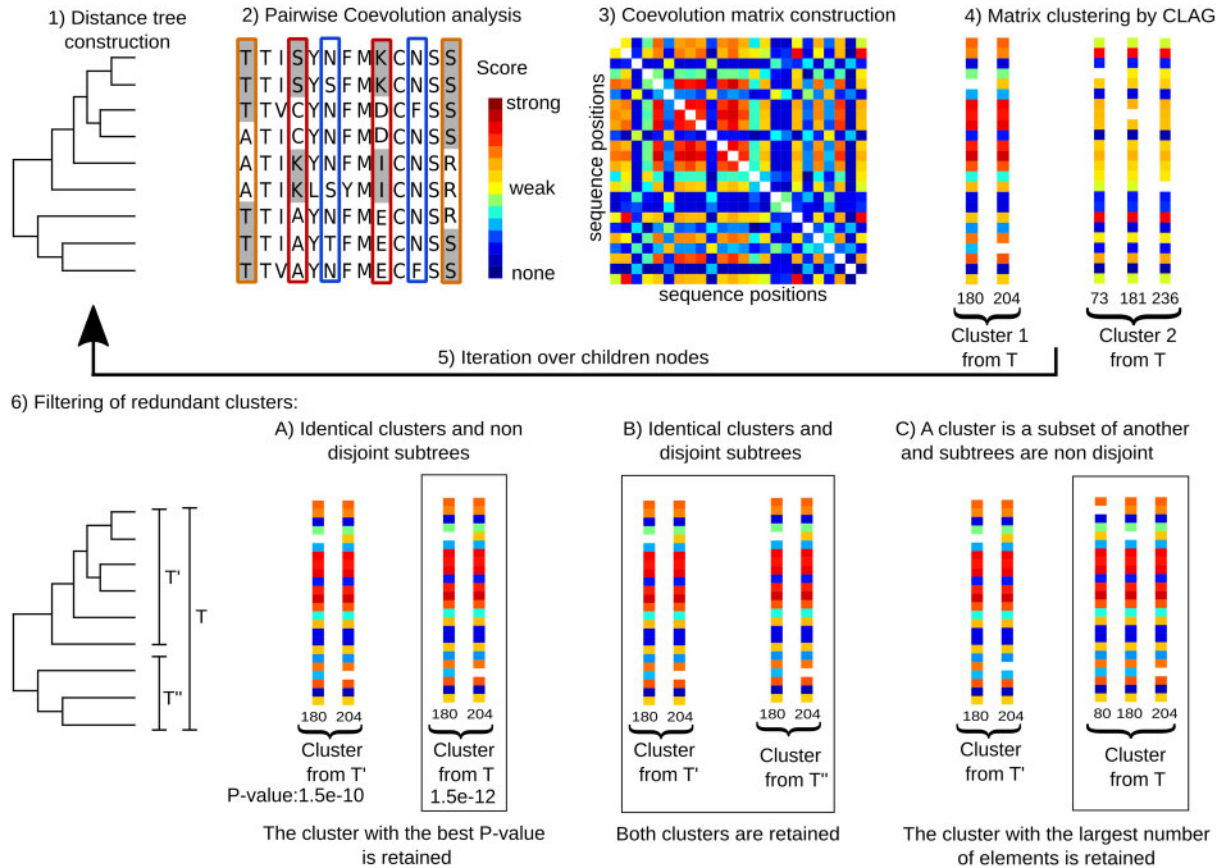 1) Distance tree
construction
2) Pairwise Coevolution analysis
3) Coevolution matrix construction
4) Matrix clustering by CLAG
T T I S Y N F M K C N S S
T T I S Y S F M K C N S S
T T V C Y N F M D C F S S
A T I C Y N F M D C N S S
A T I K Y N F M I C N S R
A T I K L S Y M I C N S R
T T I A Y N F M E C N S R
T T I A Y T F M E C N S S
T T V A Y N F M E C F S S
Score
strong
weak
none
sequence positions
sequence positions
180 204
Cluster 1
from T
73 181 236
Cluster 2
from T
5) Iteration over children nodes
6) Filtering of redundant clusters:
T'
T
T"
A) Identical clusters and non
disjoint subtrees
180 204
Cluster
from T'
P-value:1.5e-10
180 204
Cluster
from T
1.5e-12
The cluster with the best P-value
is retained
B) Identical clusters and
disjoint subtrees
180 204
Cluster
from T'
180 204
Cluster
from T"
Both clusters are retained
C) A cluster is a subset of another
and subtrees are non disjoint
180 204
Cluster
from T'
80 180 204
Cluster
from T
The cluster with the largest number
of elements is retained